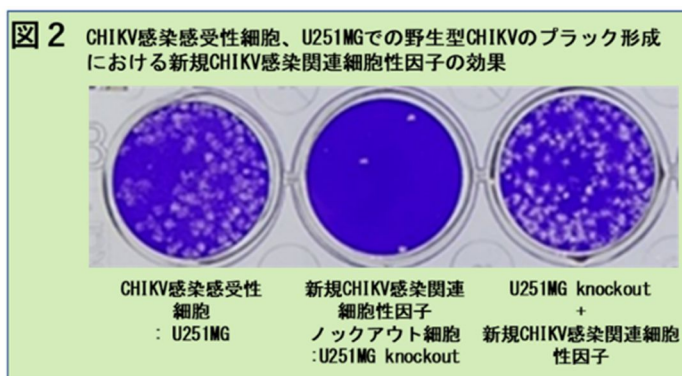 図2 CHIKV感染感受性細胞、U251MGでの野生型CHIKVのプラック形成
における新規CHIKV感染関連細胞性因子の効果
CHIKV感染感受性
細胞
: U251MG
新規CHIKV感染関連
細胞性因子
ノックアウト細胞
:U251MG knockout
U251MG knockout
+
新規CHIKV感染関連細胞
性因子